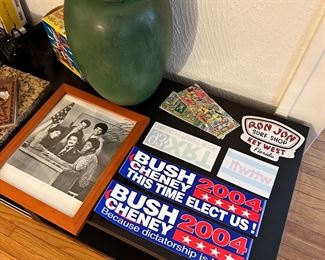 RON JON
SURF SHOP
KEY WEST
Florida
BUSH
CHENEY 2004
THIS TIME ELECT US!
BUSH
CHENEY 2004
Because dictatorship is